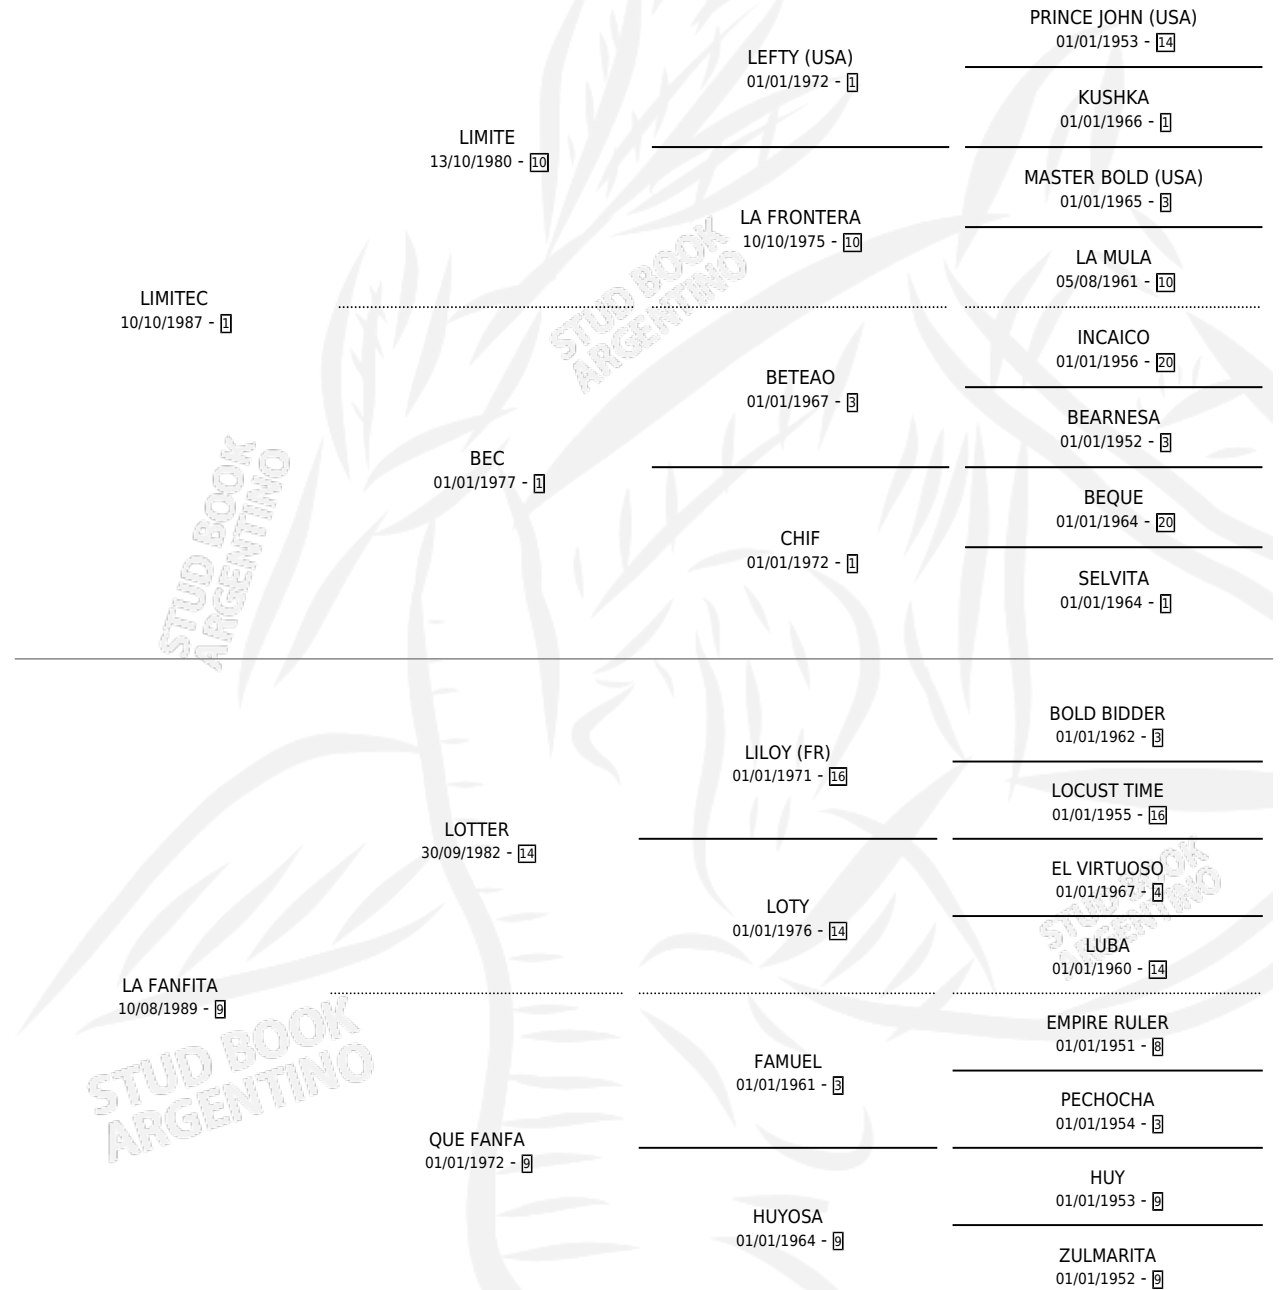 PRINCE JOHN (USA)
01/01/1953 - 14
LEFTY (USA)
01/01/1972 - 1
KUSHKA
01/01/1966 - 1
LIMITE
13/10/1980 - 10
MASTER BOLD (USA)
01/01/1965 - 3
LA FRONTERA
10/10/1975 - 10
LA MULA
05/08/1961 - 10
LIMITEC
10/10/1987 - 1
INCAICO
01/01/1956 - 20
BETEAO
01/01/1967 - 3
BEARNESA
01/01/1952 - 3
BEC
01/01/1977 - 1
BEQUE
01/01/1964 - 20
CHIF
01/01/1972 - 1
SELVITA
01/01/1964 - 1
BOLD BIDDER
01/01/1962 - 3
LILOY (FR)
01/01/1971 - 16
LOCUST TIME
01/01/1955 - 16
LOTTER
30/09/1982 - 14
EL VIRTUOSO
01/01/1967 - 4
LOTY
01/01/1976 - 14
LUBA
01/01/1960 - 14
LA FANFITA
10/08/1989 - 9
EMPIRE RULER
01/01/1951 - 8
FAMUEL
01/01/1961 - 3
PECHOCHA
01/01/1954 - 3
QUE FANFA
01/01/1972 - 9
HUY
01/01/1953 - 9
HUYOSA
01/01/1964 - 9
ZULMARITA
01/01/1952 - 9
STUD BOOK
ARGENTINO
STUD BOOK
ARGENTINO
STUD BOOK
ARGENTINO
STUD BOOK
ARGENTINO